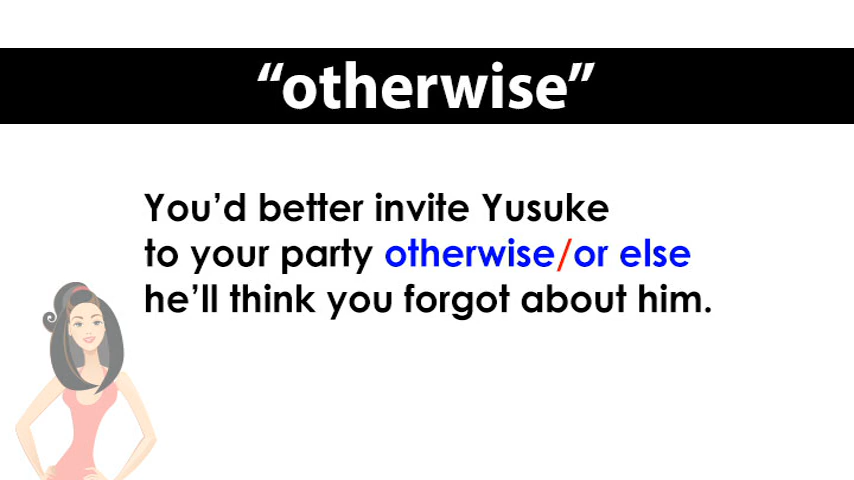 “otherwise”
You’d better invite Yusuke
to your party otherwise/or else
he’ll think you forgot about him.